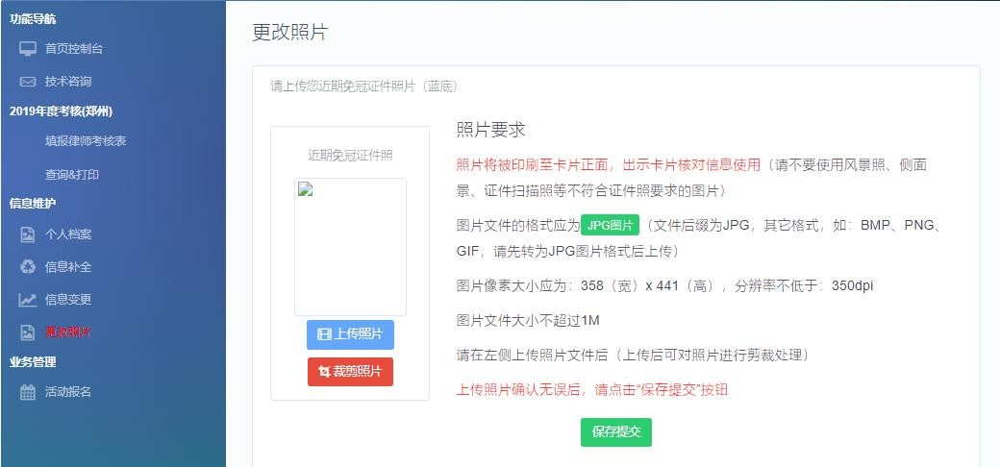 功能导航
首页控制台
技术咨询
2019年度考核(郑州)
填报律师考核表
查询&打印
信息维护
个人档案
信息补全
信息变更
更改照片
业务管理
活动报名
更改照片
请上传您近期免冠证件照片（蓝底）
近期免冠证件照
上传照片
裁剪照片
照片要求
照片将被印刷至卡片正面，出示卡片核对信息使用（请不要使用风景照、侧面
景、证件扫描照等不符合证件照要求的图片）
图片文件的格式应为 JPG图片（文件后缀为JPG，其它格式，如：BMP、PNG、
GIF，请先转为JPG图片格式后上传）
图片像素大小应为：358（宽）x 441（高），分辨率不低于：350dpi
图片文件大小不超过1M
请在左侧上传照片文件后（上传后可对照片进行剪裁处理）
上传照片确认无误后，请点击“保存提交”按钮
保存提交